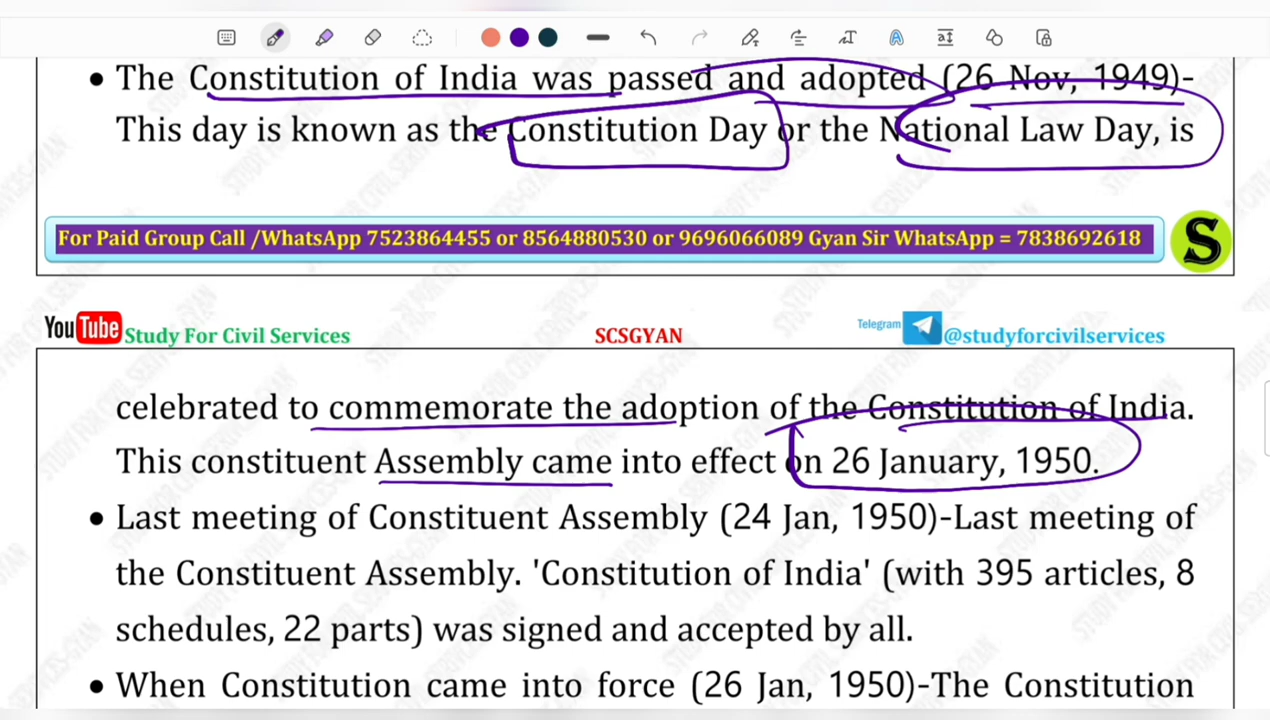 • The Constitution of India was passed and adopted (26 Nov, 1949)-
This day is known as the Constitution Day or the National Law Day, is
For Paid Group Call /WhatsApp 7523864455 or 8564880530 or 9696066089 Gyan Sir WhatsApp = 7838692618
S
YouTube Study For Civil Services
SCSGYAN
Telegram @studyforcivilservices
celebrated to commemorate the adoption of the Constitution of India.
This constituent Assembly came into effect on 26 January, 1950.
• Last meeting of Constituent Assembly (24 Jan, 1950)-Last meeting of
the Constituent Assembly. 'Constitution of India' (with 395 articles, 8
schedules, 22 parts) was signed and accepted by all.
• When Constitution came into force (26 Jan, 1950)-The Constitution